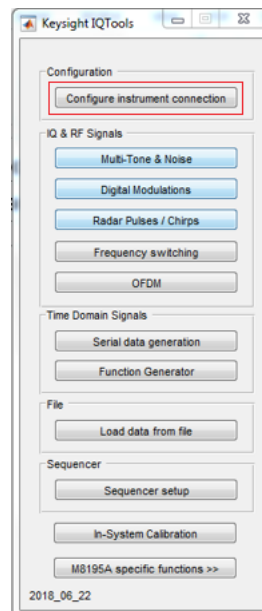 Keysight IQTools
Configuration
Configure instrument connection
IQ & RF Signals
Multi-Tone & Noise
Digital Modulations
Radar Pulses / Chirps
Frequency switching
OFDM
Time Domain Signals
Serial data generation
Function Generator
File
Load data from file
Sequencer
Sequencer setup
In-System Calibration
M8195A specific functions >>
2018_06_22